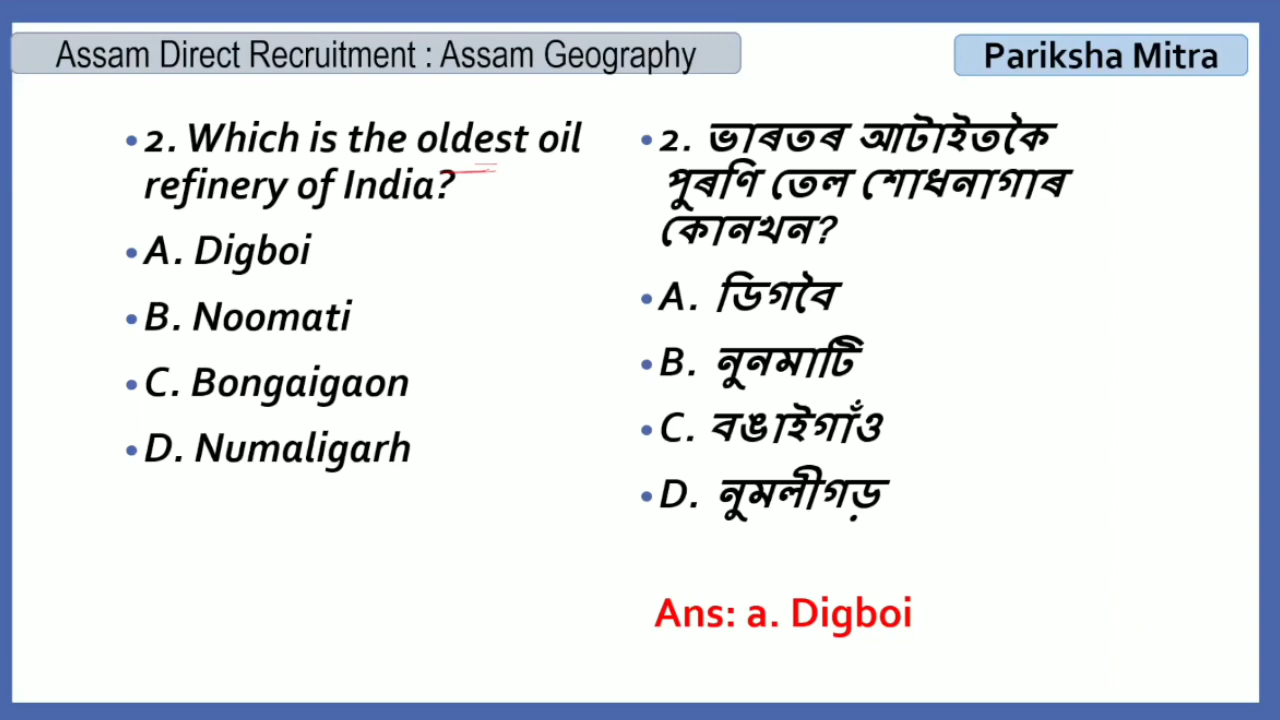 Assam Direct Recruitment : Assam Geography
Pariksha Mitra
• 2. Which is the oldest oil
refinery of India?
• A. Digboi
• B. Noomati
• C. Bongaigaon
• D. Numaligarh
• 2. ভাৰতৰ আটাইতকৈ
পুৰণি তেল শোধনাগাৰ
কোনখন?
• A. ডিগবৈ
• B. নুনমাটি
• C. বঙাইগাঁও
• D. নুমলীগড়
Ans: a. Digboi